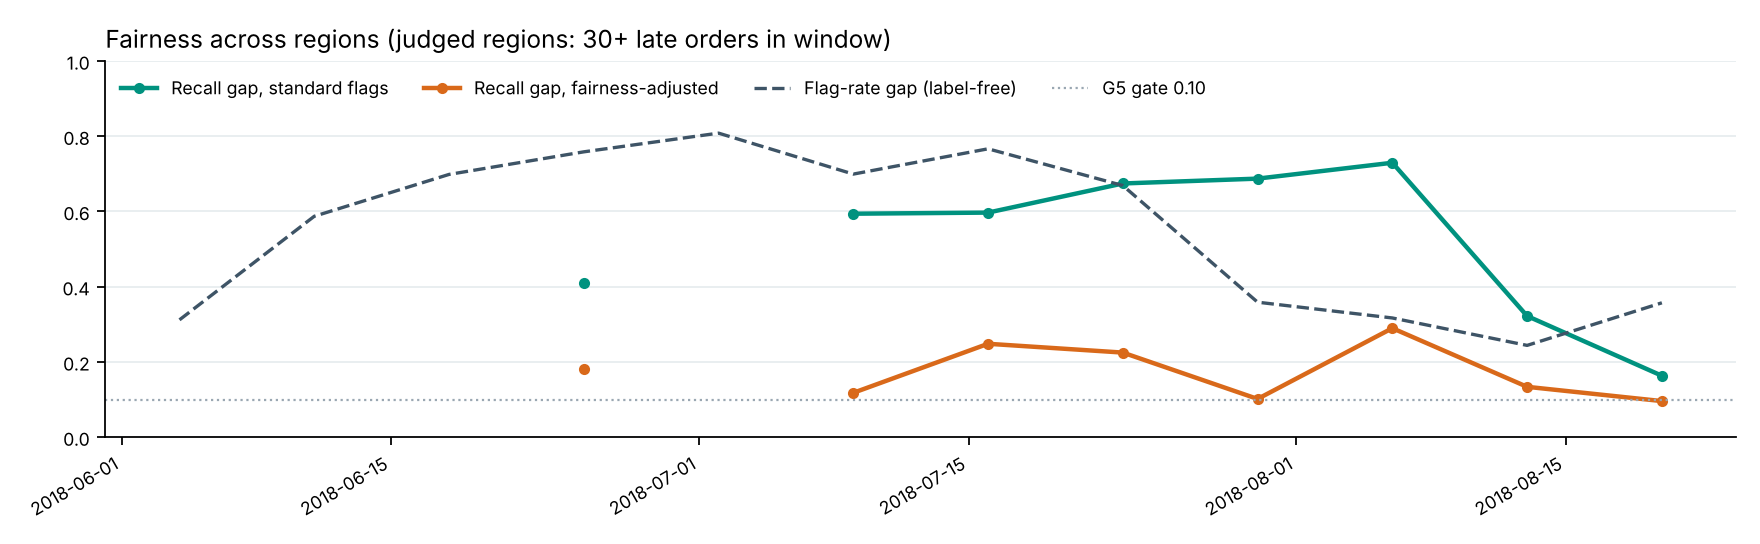 Fairness across regions (judged regions: 30+ late orders in window)
1.0
Recall gap, standard flags
Recall gap, fairness-adjusted
Flag-rate gap (label-free)
G5 gate 0.10
0.8
0.6
0.4
0.2
0.0
2018-06-01
2018-06-15
2018-07-01
2018-07-15
2018-08-01
2018-08-15